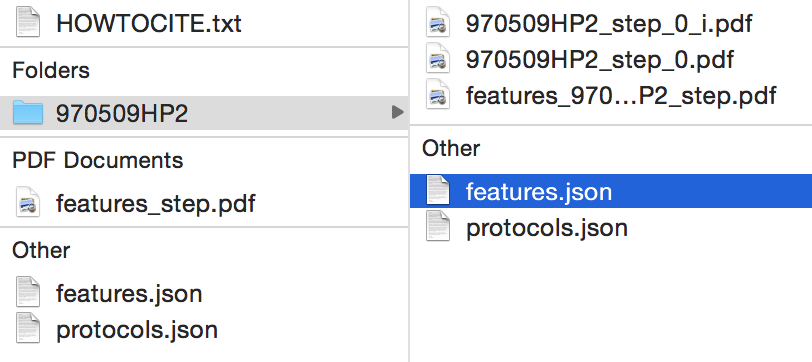 HOWTOCITE.txt
Folders
970509HP2
PDF Documents
features_step.pdf
Other
features.json
protocols.json
970509HP2_step_0_i.pdf
970509HP2_step_0.pdf
features_970…P2_step.pdf
Other
features.json
protocols.json